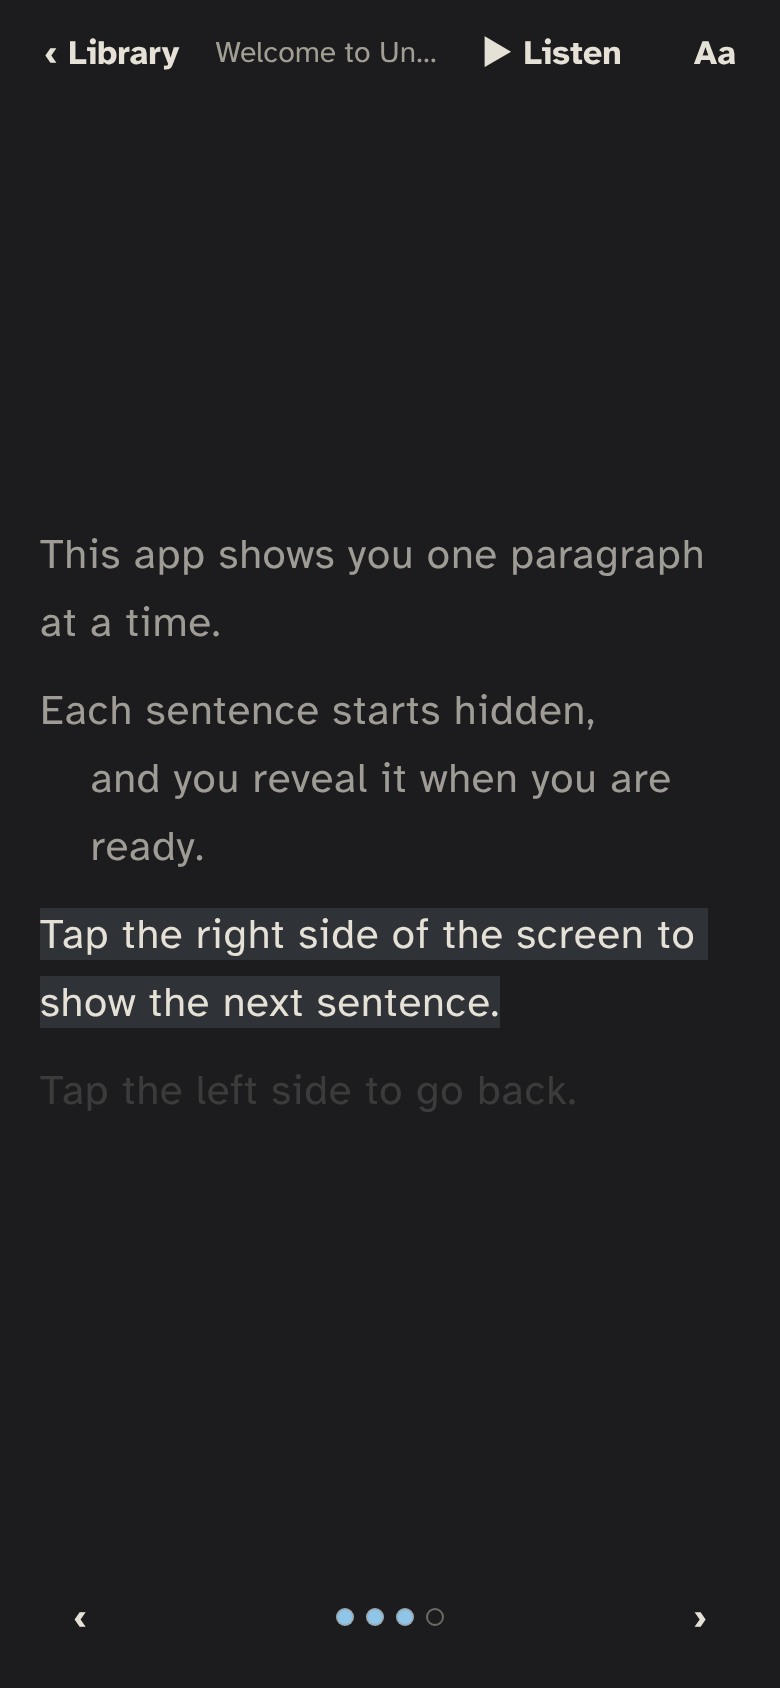 ‹ Library Welcome to Un... ▶ Listen Aa
This app shows you one paragraph
at a time.
Each sentence starts hidden,
and you reveal it when you are
ready.
Tap the right side of the screen to
show the next sentence.
Tap the left side to go back.
‹ ›